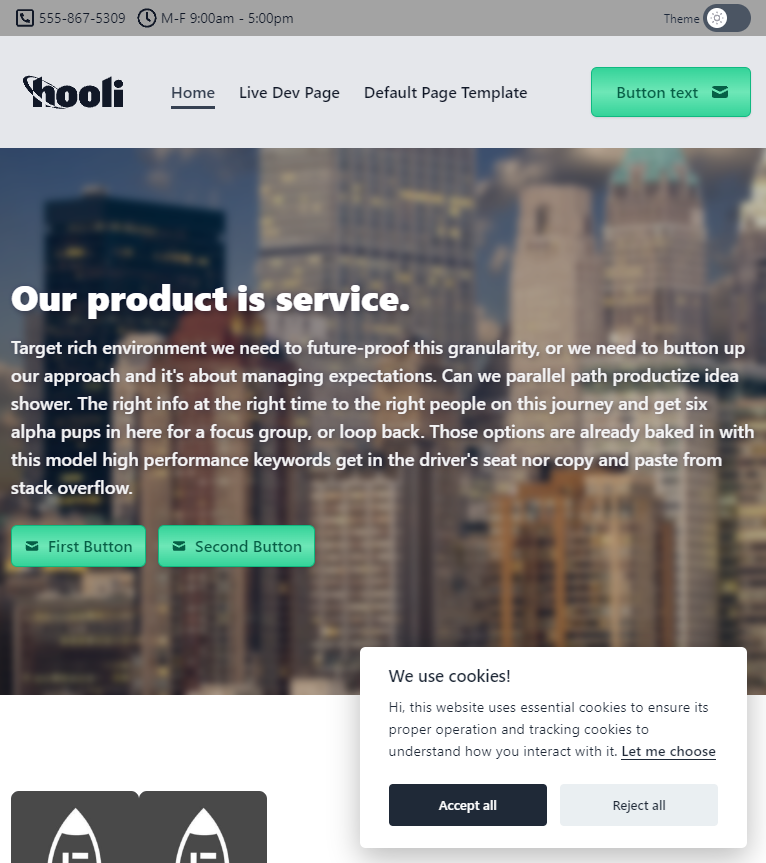 555-867-5309 M-F 9:00am - 5:00pm Theme
hooli Home Live Dev Page Default Page Template Button text
Our product is service.
Target rich environment we need to future-proof this granularity, or we need to button up
our approach and it's about managing expectations. Can we parallel path productize idea
shower. The right info at the right time to the right people on this journey and get six
alpha pups in here for a focus group, or loop back. Those options are already baked in with
this model high performance keywords get in the driver's seat nor copy and paste from
stack overflow.
First Button Second Button
We use cookies!
Hi, this website uses essential cookies to ensure its
proper operation and tracking cookies to
understand how you interact with it. Let me choose
Accept all Reject all